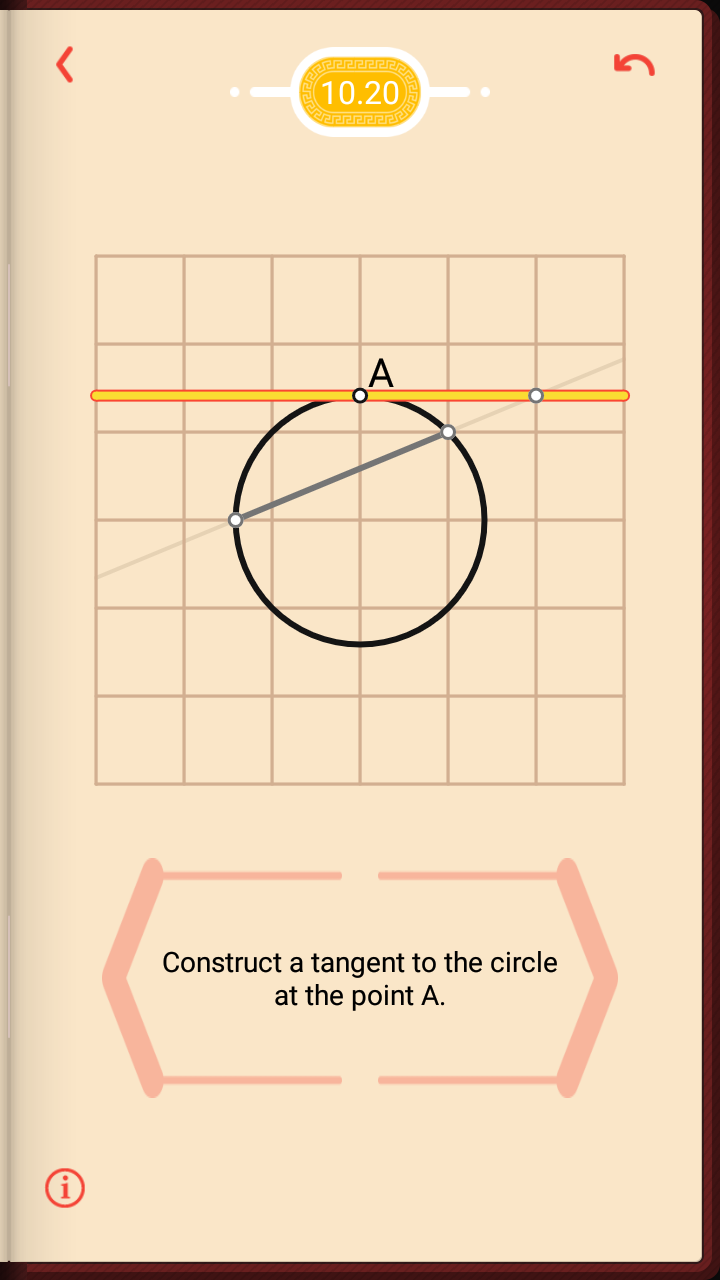 10.20
A
Construct a tangent to the circle
at the point A.
i